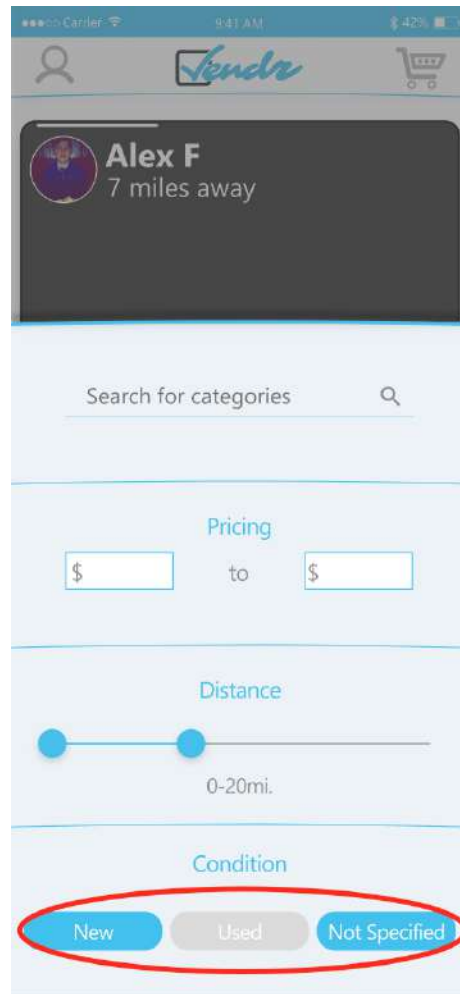 Carrier 9:41 AM 42%
Vendr
Alex F
7 miles away
Search for categories
Pricing
$ to $
Distance
0-20mi.
Condition
New Used Not Specified